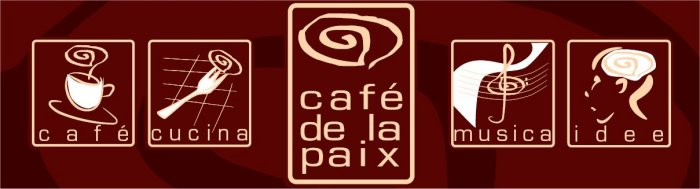 café
cucina
café
de la
paix
musica
idee